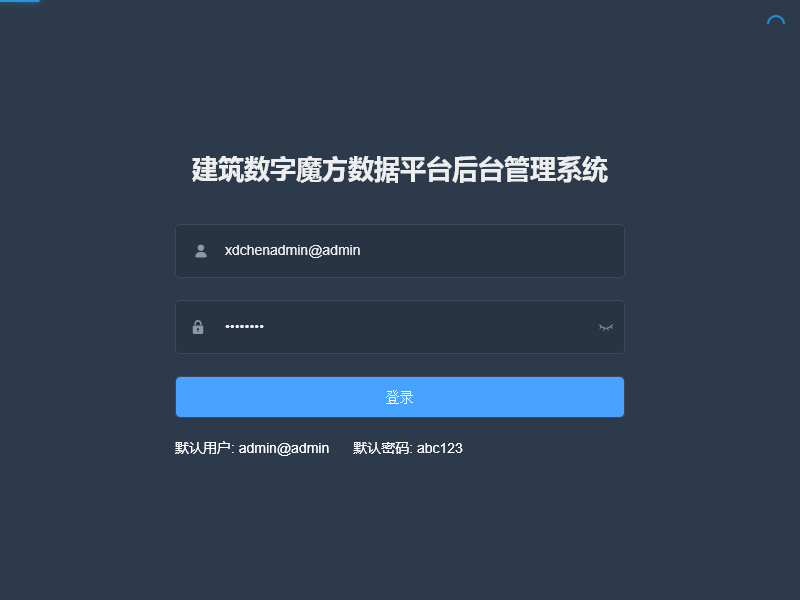 建筑数字魔方数据平台后台管理系统
xdchenadmin@admin
••••••••
登录
默认用户: admin@admin 默认密码: abc123